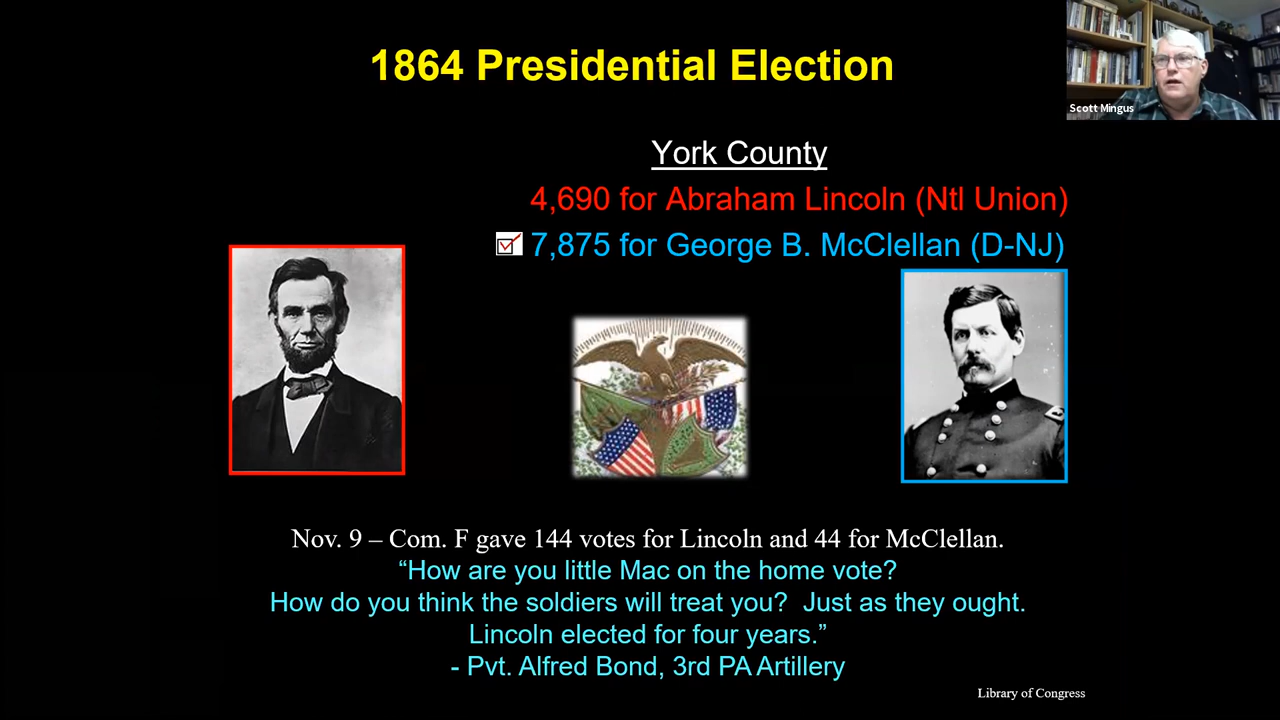 1864 Presidential Election
Scott Mingus
York County
4,690 for Abraham Lincoln (Ntl Union)
7,875 for George B. McClellan (D-NJ)
Nov. 9 – Com. F gave 144 votes for Lincoln and 44 for McClellan.
“How are you little Mac on the home vote?
How do you think the soldiers will treat you?  Just as they ought.
Lincoln elected for four years.”
- Pvt. Alfred Bond, 3rd PA Artillery
Library of Congress